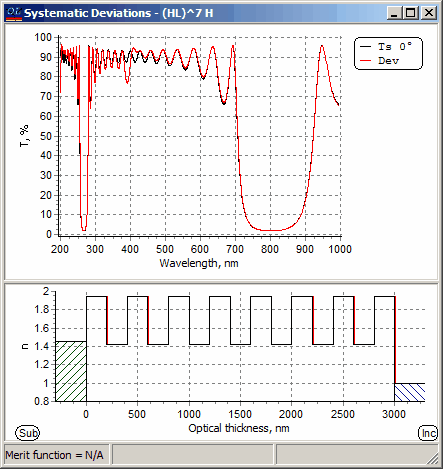 OL Systematic Deviations - (HL)^7 H
100
90
80
70
60
50
40
30
20
10
0
T, %
200 300 400 500 600 700 800 900 1000
Wavelength, nm
Ts 0°
Dev
2
1.8
1.6
1.4
1.2
1
0.8
n
0 500 1000 1500 2000 2500 3000
Optical thickness, nm
Sub
Inc
Merit function = N/A